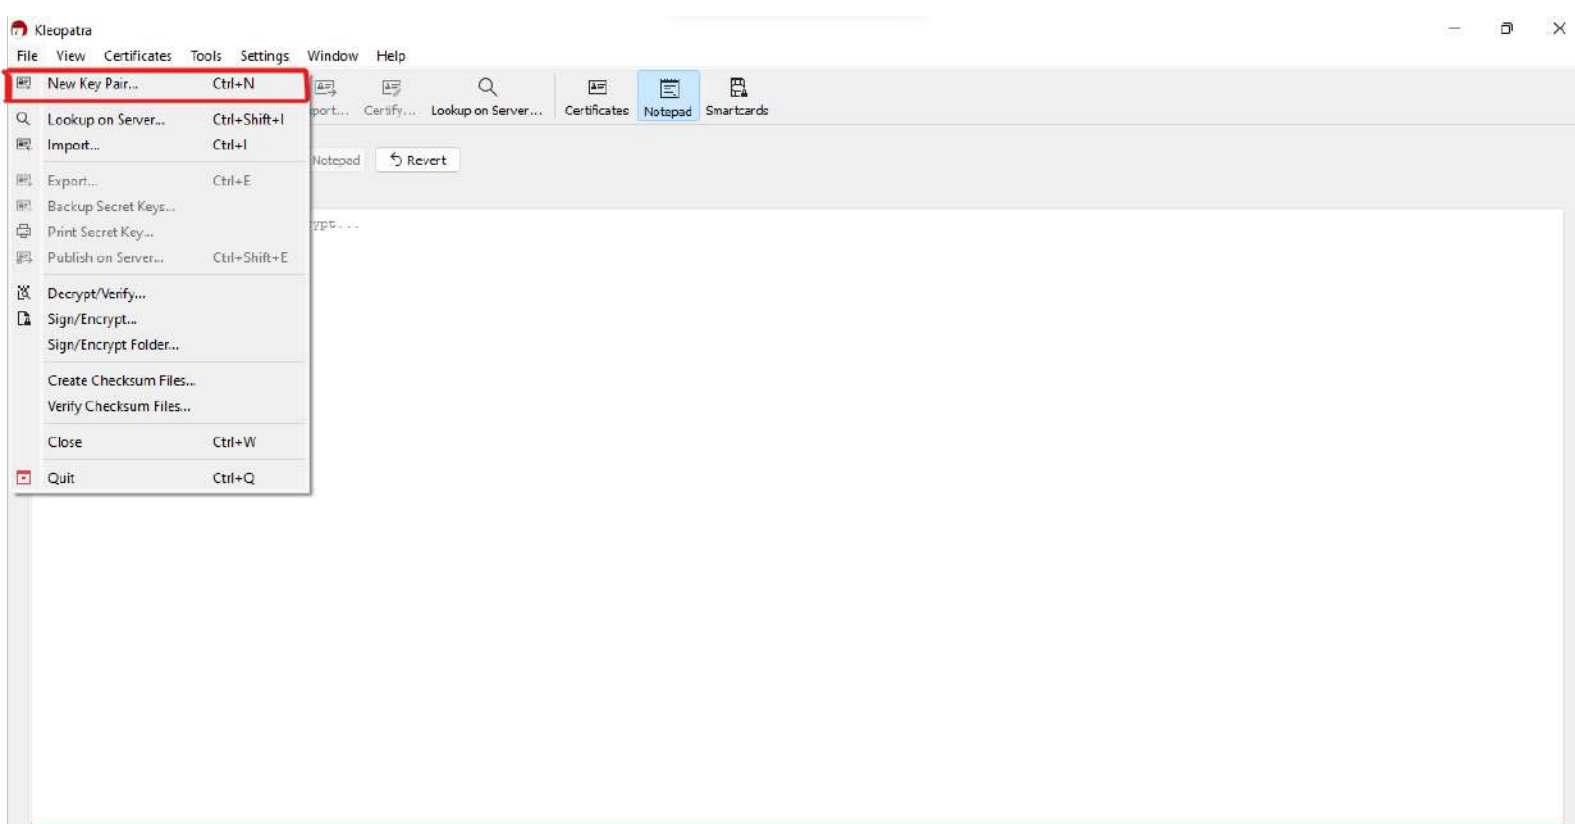 Kleopatra
File View Certificates Tools Settings Window Help
New Key Pair... Ctrl+N
port... Certify... Lookup on Server... Certificates Notepad Smartcards
Lookup on Server... Ctrl+Shift+I
Import... Ctrl+I
Notepad Revert
Export... Ctrl+E
Backup Secret Keys...
ypt...
Print Secret Key...
Publish on Server... Ctrl+Shift+E
Decrypt/Verify...
Sign/Encrypt...
Sign/Encrypt Folder...
Create Checksum Files...
Verify Checksum Files...
Close Ctrl+W
Quit Ctrl+Q